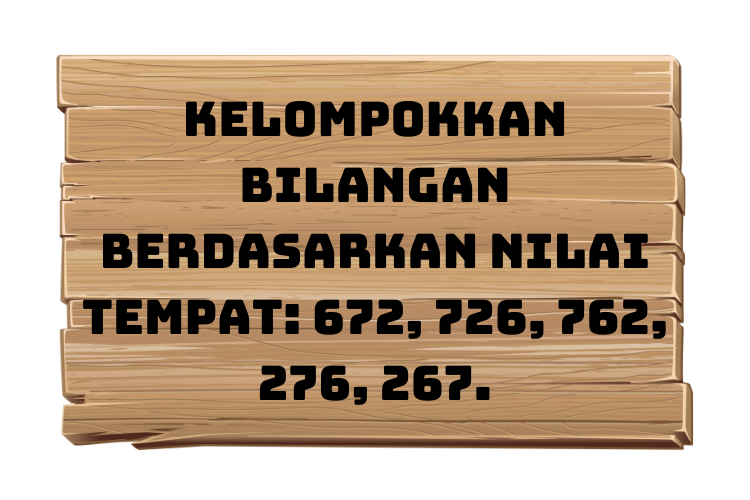 KELOMPOKKAN
BILANGAN
BERDASARKAN NILAI
TEMPAT: 672, 726, 762,
276, 267.